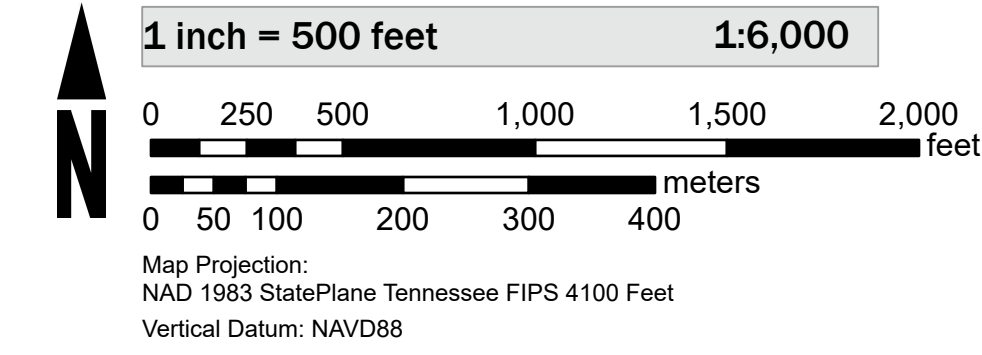 1 inch = 500 feet 1:6,000
N
0 250 500 1,000 1,500 2,000
feet
meters
0 50 100 200 300 400
Map Projection:
NAD 1983 StatePlane Tennessee FIPS 4100 Feet
Vertical Datum: NAVD88